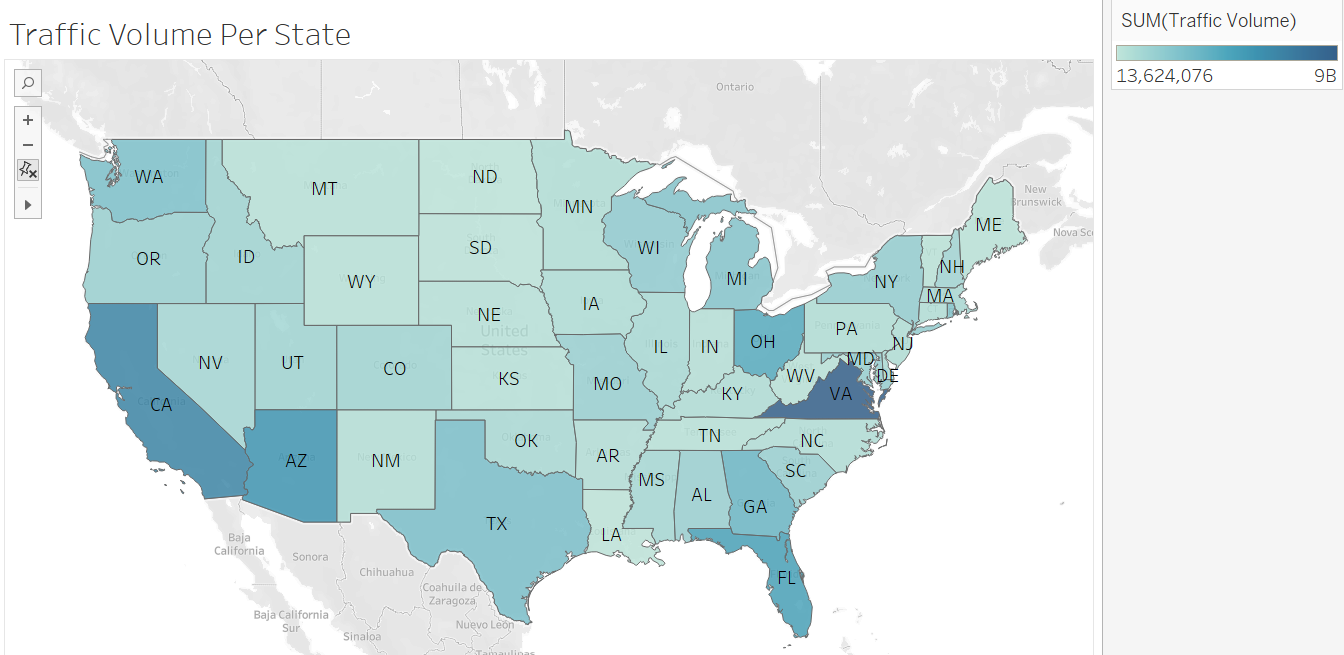 Traffic Volume Per State
SUM(Traffic Volume)
13,624,076 9B
Ontario
New
Brunswick
Nova Sc
WA
MT
ND
MN
ME
OR
ID
SD
WI
MI
NY
NH
MA
WY
NE
IA
United
States
PA
NJ
NV
UT
CO
KS
MO
IL
IN
OH
MD
DE
WV
VA
KY
CA
AZ
NM
OK
AR
TN
NC
MS
AL
GA
SC
TX
LA
FL
Baja
California
Sonora
Chihuahua
Coahuila de
Zaragoza
Baja California
Sur
Sinaloa
Nuevo León
Tamaulipas